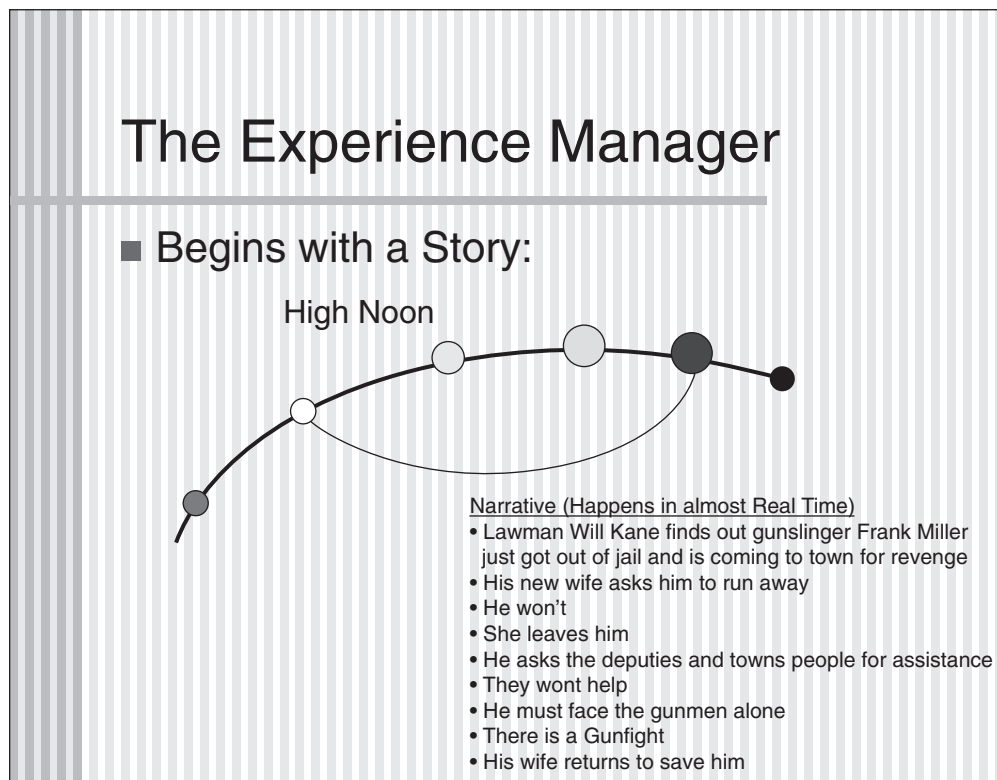 The Experience Manager
■ Begins with a Story:
High Noon
Narrative (Happens in almost Real Time)
• Lawman Will Kane finds out gunslinger Frank Miller
just got out of jail and is coming to town for revenge
• His new wife asks him to run away
• He won't
• She leaves him
• He asks the deputies and towns people for assistance
• They wont help
• He must face the gunmen alone
• There is a Gunfight
• His wife returns to save him